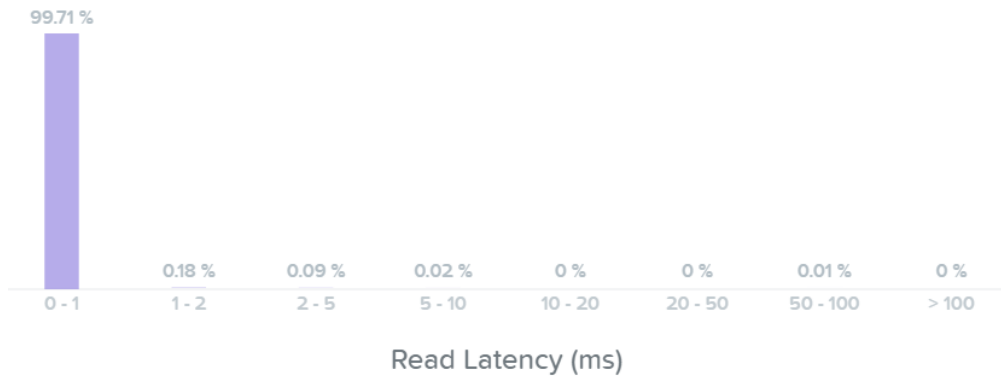 99.71 %
0.18 % 0.09 % 0.02 % 0 % 0 % 0.01 % 0 %
0 - 1 1 - 2 2 - 5 5 - 10 10 - 20 20 - 50 50 - 100 > 100
Read Latency (ms)